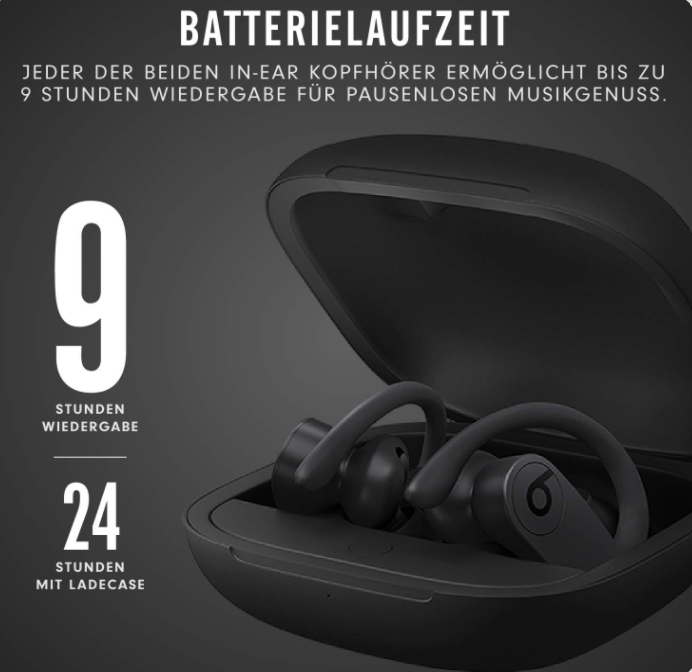 BATTERIELAUFZEIT
JEDER DER BEIDEN IN-EAR KOPFHÖRER ERMÖGLICHT BIS ZU
9 STUNDEN WIEDERGABE FÜR PAUSENLOSEN MUSIKGENUSS.
9
STUNDEN
WIEDERGABE
24
STUNDEN
MIT LADECASE